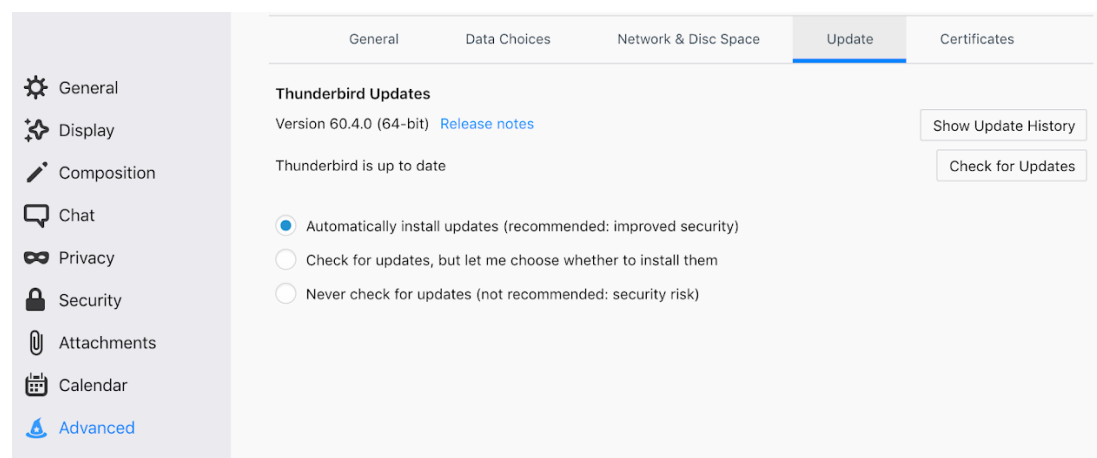 General Data Choices Network & Disc Space Update Certificates
General
Display
Composition
Chat
Privacy
Security
Attachments
Calendar
Advanced
Thunderbird Updates
Version 60.4.0 (64-bit) Release notes
Show Update History
Thunderbird is up to date
Check for Updates
Automatically install updates (recommended: improved security)
Check for updates, but let me choose whether to install them
Never check for updates (not recommended: security risk)